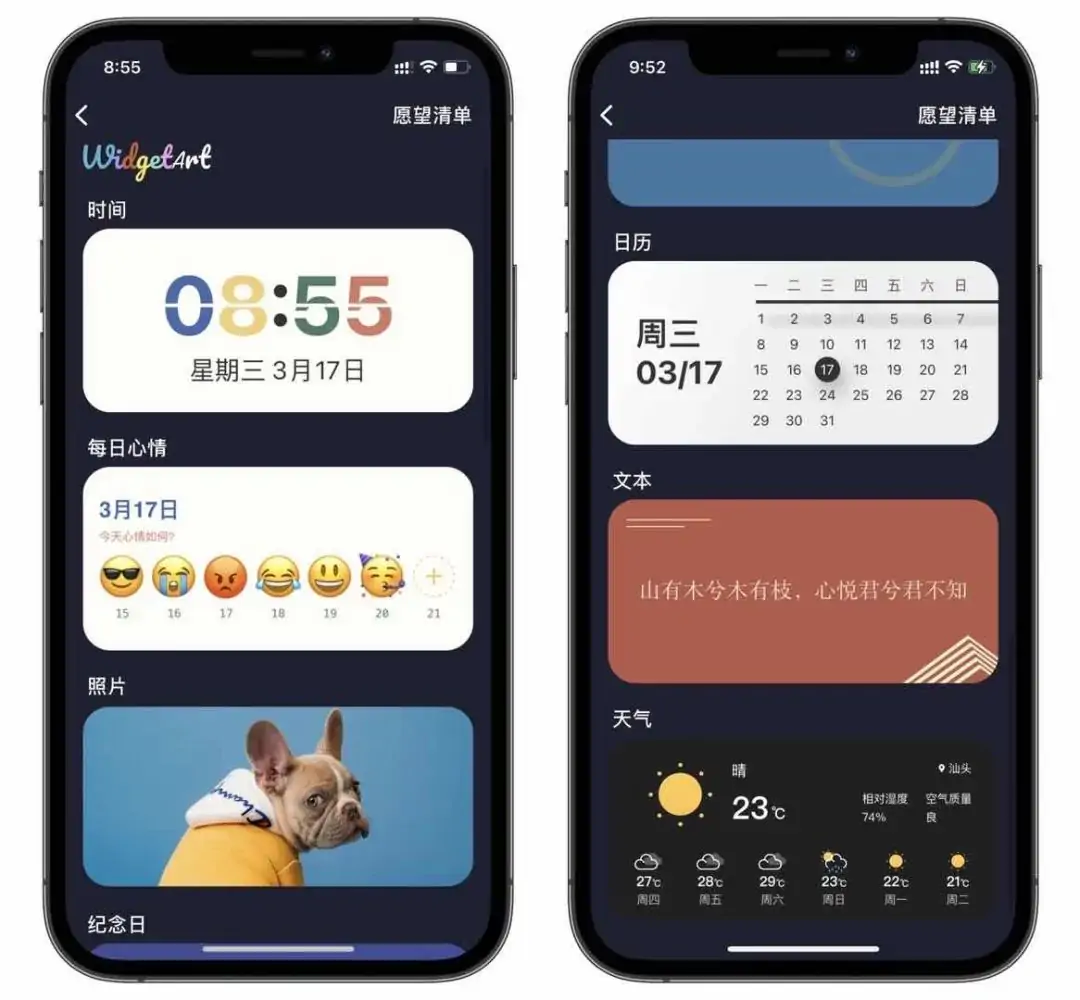 8:55
愿望清单
WidgetArt
时间
08:55
星期三 3月17日
每日心情
3月17日
今天心情如何?
15 16 17 18 19 20 21
照片
Champion
纪念日
9:52
愿望清单
日历
周三
03/17
一 二 三 四 五 六 日
1 2 3 4 5 6 7
8 9 10 11 12 13 14
15 16 17 18 19 20 21
22 23 24 25 26 27 28
29 30 31
文本
山有木兮木有枝，心悦君兮君不知
天气
晴
23℃
汕头
相对湿度 空气质量
74% 良
27℃ 28℃ 29℃ 23℃ 22℃ 21℃
周四 周五 周六 周日 周一 周二